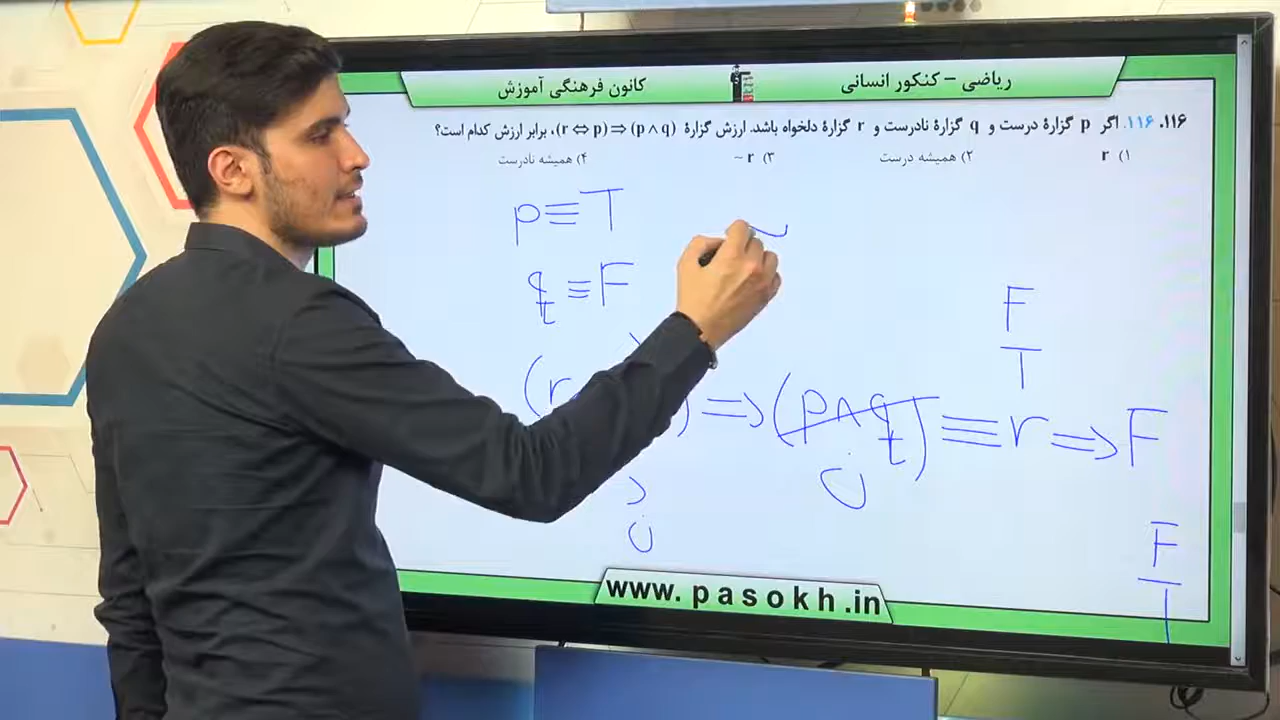 ریاضی – کنکور انسانی
کانون فرهنگی آموزش
۱۱۶. ۱۱۶. اگر p گزارهٔ درست و q گزارهٔ نادرست و r گزارهٔ دلخواه باشد. ارزش گزارهٔ (r ⇔ p) ⇒ (p ∧ q)، برابر ارزش کدام است؟
۱) r ۲) همیشه درست ۳) ~ r ۴) همیشه نادرست
p ≡ T
~
q ≡ F
F
T
(r ) ⇒ (p ∧ q) ≡ r ⇒ F
ن
ن
F
T
www.pasokh.in